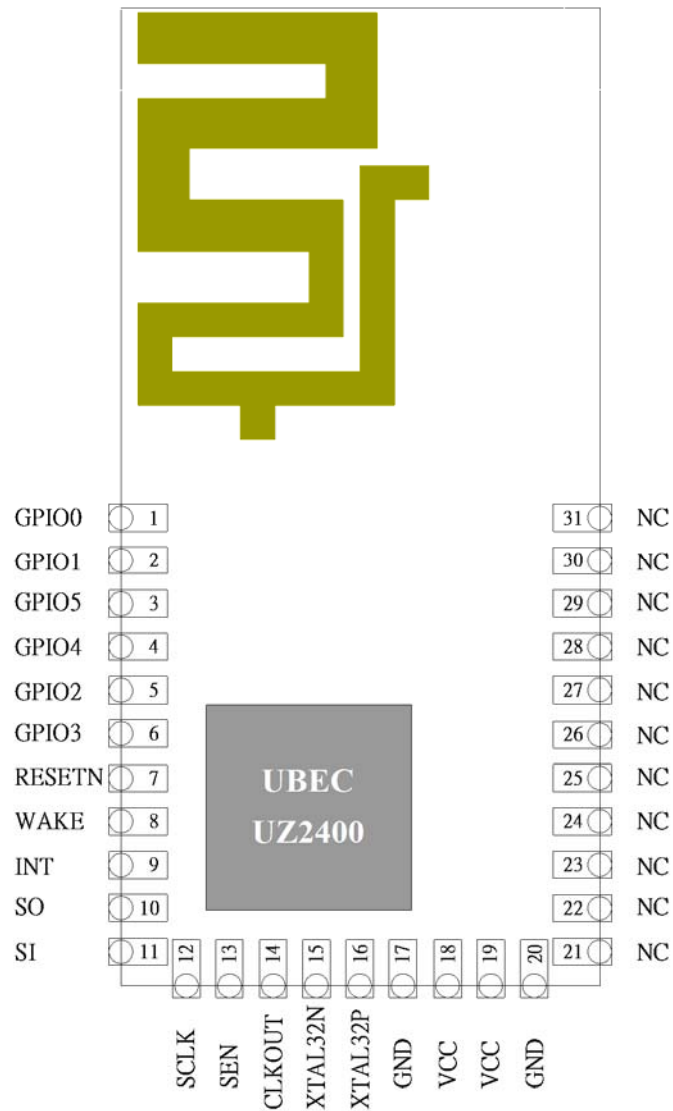 GPIO0 1 31 NC
GPIO1 2 30 NC
GPIO5 3 29 NC
GPIO4 4 28 NC
GPIO2 5 27 NC
GPIO3 6 26 NC
RESETN 7 25 NC
WAKE 8 24 NC
INT 9 23 NC
SO 10 22 NC
SI 11 21 NC
UBEC
UZ2400
12 13 14 15 16 17 18 19 20
SCLK
SEN
CLKOUT
XTAL32N
XTAL32P
GND
VCC
VCC
GND